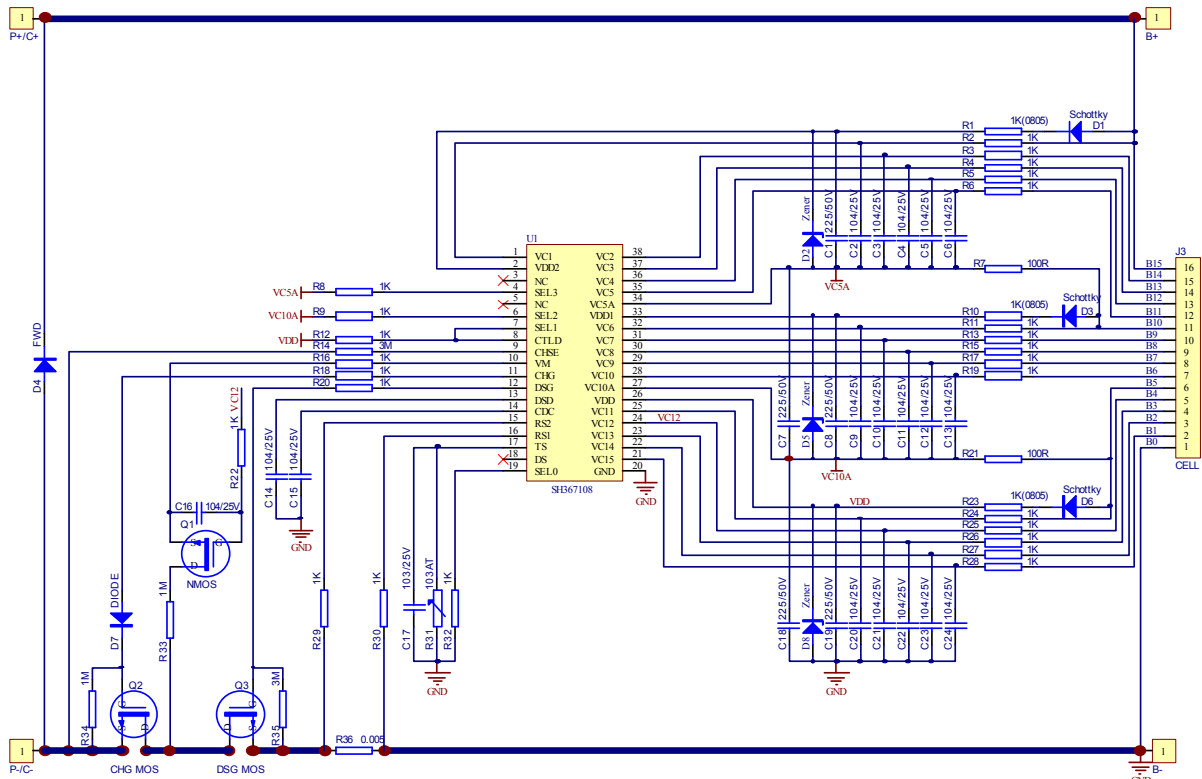 1
P+/C+
1
B+
R1 1K(0805)
Schottky
D1
R2 1K
R3 1K
R4 1K
R5 1K
R6 1K
Zener
D2
C1 225/50V
C2 104/25V
C3 104/25V
C4 104/25V
C5 104/25V
C6 104/25V
R7 100R
VC5A
U1
1 VC1
2 VDD2
3 NC
4 SEL3
5 NC
6 SEL2
7 SEL1
8 CTLD
9 CHSE
10 VM
11 CHG
12 DSG
13 DSD
14 CDC
15 RS2
16 RS1
17 TS
18 DS
19 SEL0
VC2 38
VC3 37
VC4 36
VC5 35
VC5A 34
VDD1 33
VC6 32
VC7 31
VC8 30
VC9 29
VC10 28
VC10A 27
VDD 26
VC11 25
VC12 24
VC13 23
VC14 22
VC15 21
GND 20
SH367108
GND
VC12
VC5A R8 1K
VC10A R9 1K
VDD R12 1K
R14 3M
R16 1K
R18 1K
R20 1K
FWD
D4
R10 1K(0805)
Schottky
D3
R11 1K
R13 1K
R15 1K
R17 1K
R19 1K
C7 225/50V
Zener
D5
C8 225/50V
C9 104/25V
C10 104/25V
C11 104/25V
C12 104/25V
C13 104/25V
R21 100R
VC10A
J3
B15 16
B14 15
B13 14
B12 13
B11 12
B10 11
B9 10
B8 9
B7 8
B6 7
B5 6
B4 5
B3 4
B2 3
B1 2
B0 1
CELL
VC12
1K
R22
C16 104/25V
Q1
S
G
D
NMOS
C14 104/25V
C15 104/25V
GND
VDD
R23 1K(0805)
Schottky
D6
R24 1K
R25 1K
R26 1K
R27 1K
R28 1K
C18 225/50V
Zener
D8
C19 225/50V
C20 104/25V
C21 104/25V
C22 104/25V
C23 104/25V
C24 104/25V
GND
DIODE
D7
1M
R33
1K
R29
1K
R30
103/25V
C17
103AT
R31
1K
R32
GND
1M
R34
Q2
G
S
D
CHG MOS
Q3
G
D
S
DSG MOS
3M
R35
R36 0.005
1
P-/C-
1
B-
GND